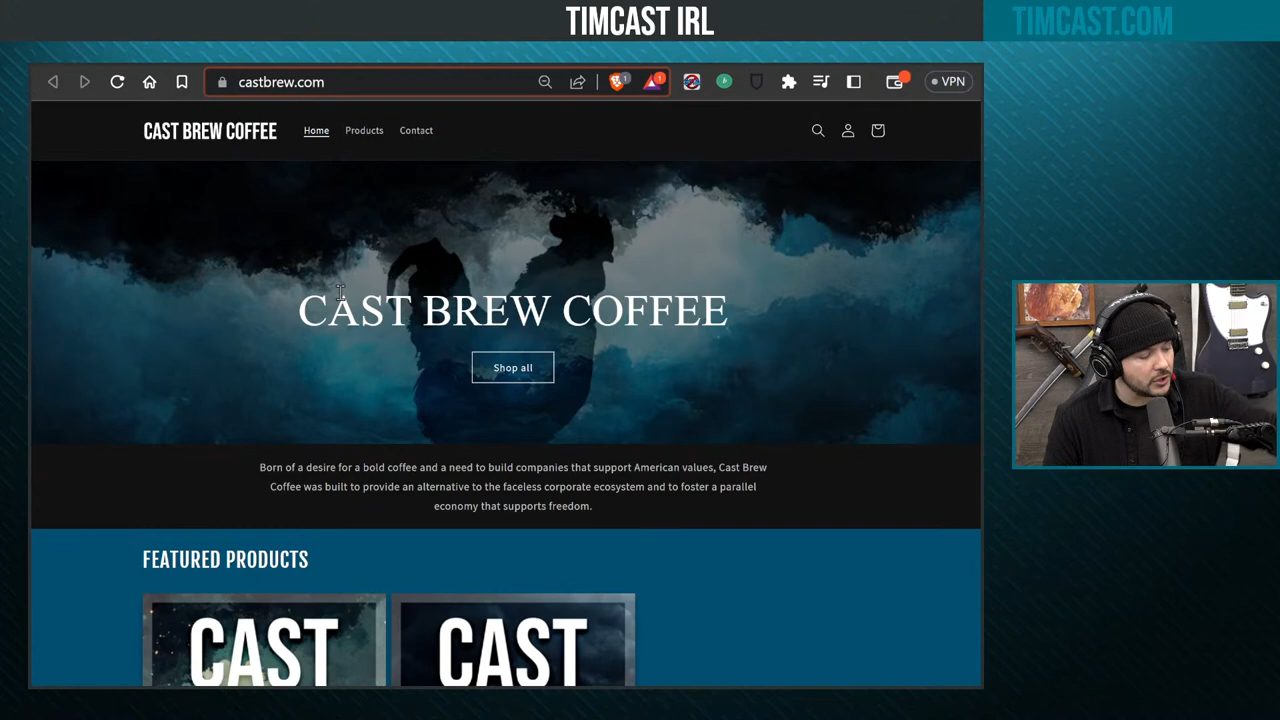 TIMCAST IRL
TIMCAST.COM
castbrew.com
1
1
VPN
CAST BREW COFFEE
Home
Products
Contact
CAST BREW COFFEE
Shop all
Born of a desire for a bold coffee and a need to build companies that support American values, Cast Brew
Coffee was built to provide an alternative to the faceless corporate ecosystem and to foster a parallel
economy that supports freedom.
FEATURED PRODUCTS
CAST
CAST